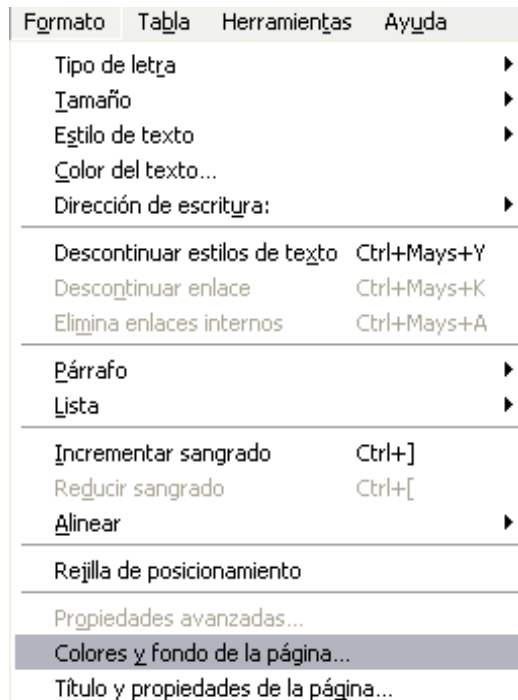 Formato Tabla Herramientas Ayuda
Tipo de letra
Tamaño
Estilo de texto
Color del texto...
Dirección de escritura:
Descontinuar estilos de texto Ctrl+Mays+Y
Descontinuar enlace Ctrl+Mays+K
Elimina enlaces internos Ctrl+Mays+A
Párrafo
Lista
Incrementar sangrado Ctrl+]
Reducir sangrado Ctrl+[
Alinear
Rejilla de posicionamiento
Propiedades avanzadas...
Colores y fondo de la página...
Título y propiedades de la página...